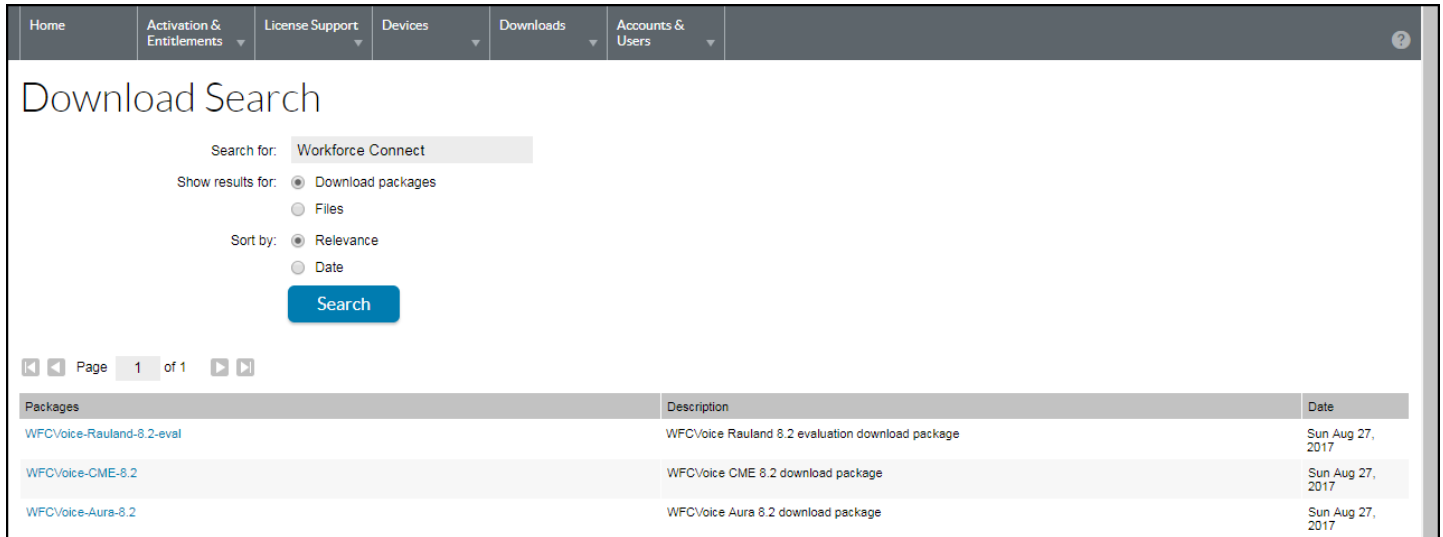 Home
Activation &
Entitlements
License Support
Devices
Downloads
Accounts &
Users
?
Download Search
Search for: Workforce Connect
Show results for: Download packages
Files
Sort by: Relevance
Date
Search
Page 1 of 1
Packages Description Date
WFCVoice-Rauland-8.2-eval WFCVoice Rauland 8.2 evaluation download package Sun Aug 27,
2017
WFCVoice-CME-8.2 WFCVoice CME 8.2 download package Sun Aug 27,
2017
WFCVoice-Aura-8.2 WFCVoice Aura 8.2 download package Sun Aug 27,
2017